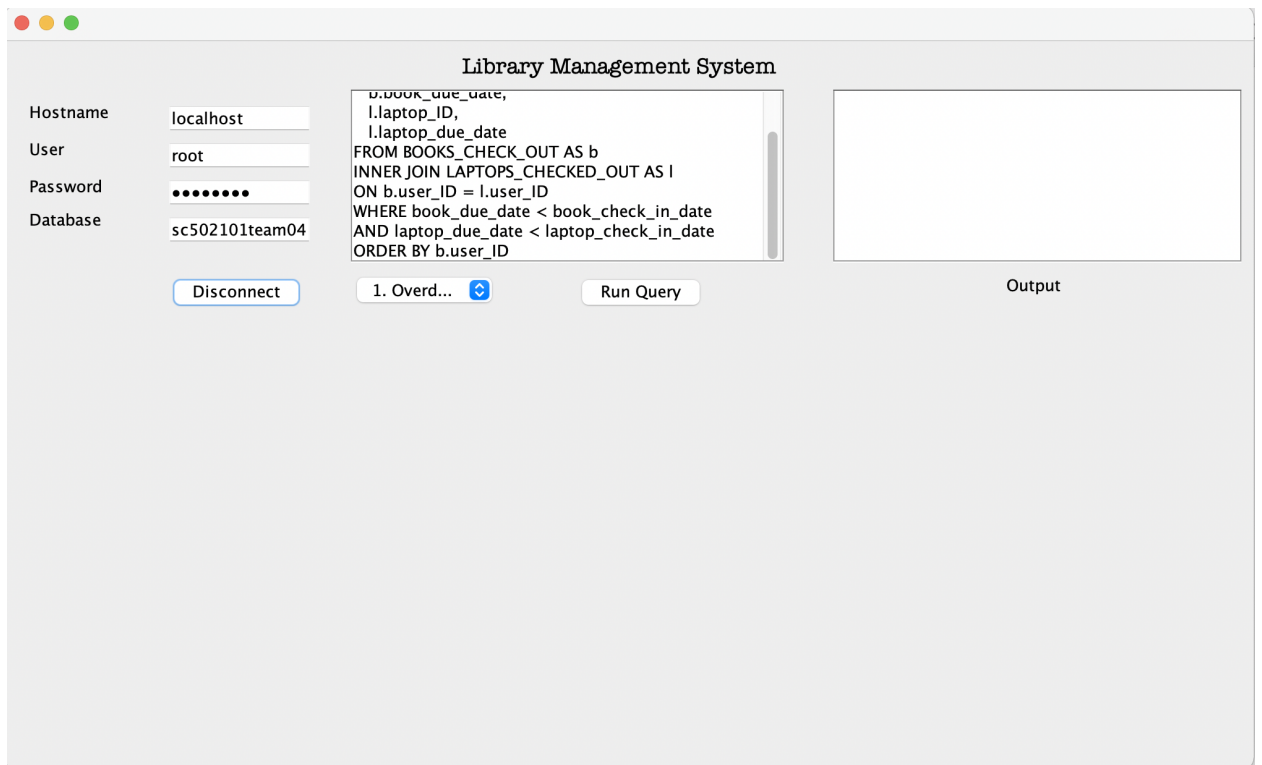 Library Management System
Hostname
localhost
User
root
Password
••••••••
Database
sc502101team04
Disconnect
b.book_due_date,
l.laptop_ID,
l.laptop_due_date
FROM BOOKS_CHECK_OUT AS b
INNER JOIN LAPTOPS_CHECKED_OUT AS l
ON b.user_ID = l.user_ID
WHERE book_due_date < book_check_in_date
AND laptop_due_date < laptop_check_in_date
ORDER BY b.user_ID
1. Overd...
Run Query
Output